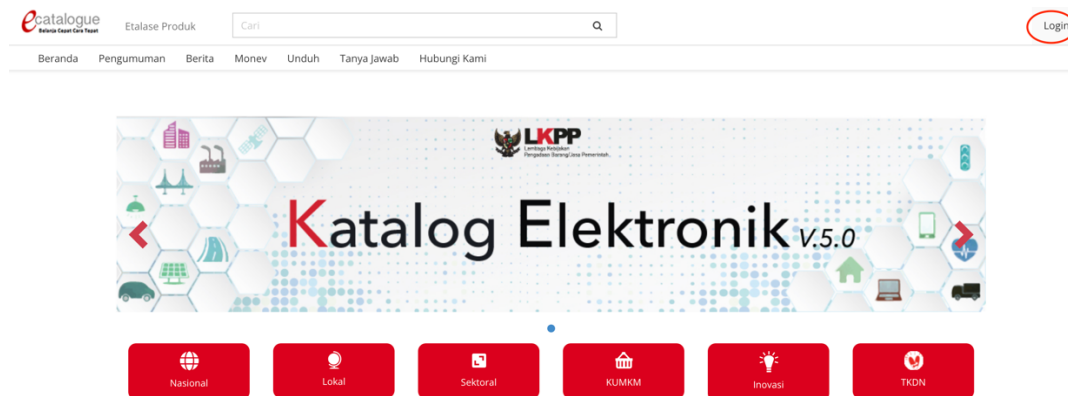 ecatalogue
Belanja Cepat Cara Tepat
Etalase Produk
Cari
Login
Beranda Pengumuman Berita Monev Unduh Tanya Jawab Hubungi Kami
LKPP
Lembaga Kebijakan
Pengadaan Barang/Jasa Pemerintah
Katalog Elektronik V.5.0
Nasional Lokal Sektoral KUMKM Inovasi TKDN